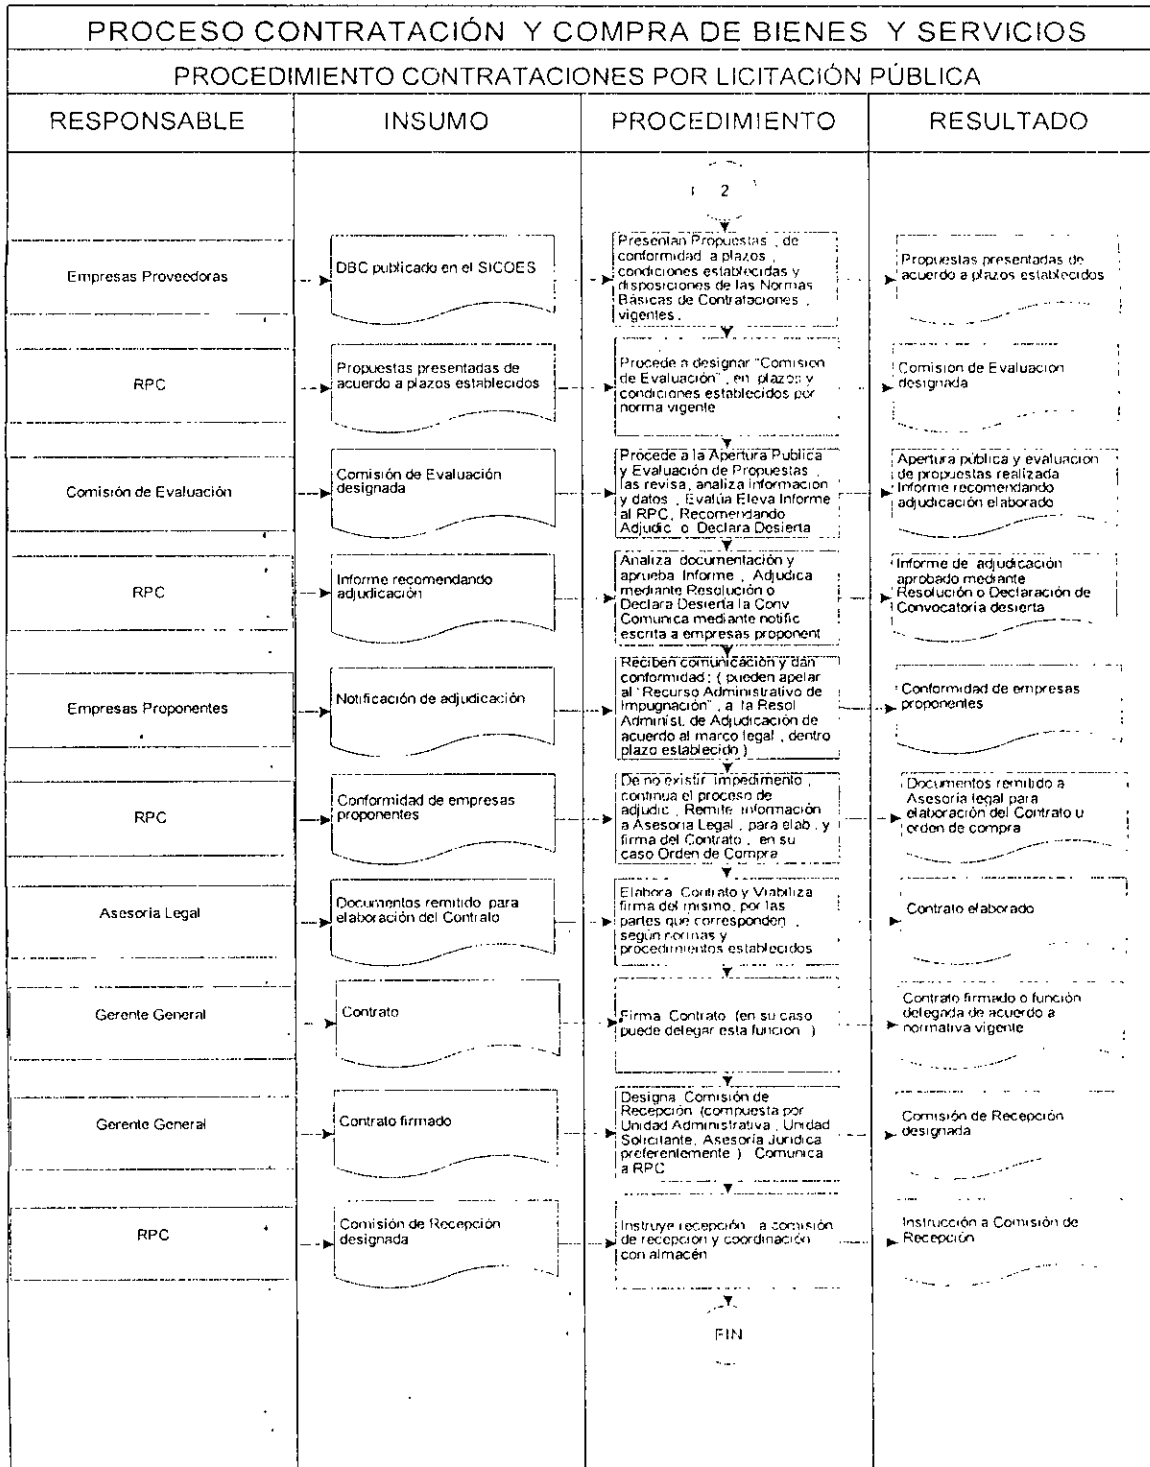 PROCESO CONTRATACIÓN Y COMPRA DE BIENES Y SERVICIOS
PROCEDIMIENTO CONTRATACIONES POR LICITACIÓN PÚBLICA
RESPONSABLE
INSUMO
PROCEDIMIENTO
RESULTADO
2
Empresas Proveedoras
DBC publicado en el SICOES
Presentan Propuestas , de
conformidad a plazos ,
condiciones establecidas y
disposiciones de las Normas
Básicas de Contrataciones ,
vigentes .
Propuestas presentadas de
acuerdo a plazos establecidos
RPC
Propuestas presentadas de
acuerdo a plazos establecidos
Procede a designar "Comision
de Evaluación" , en plazos y
condiciones establecidos por
norma vigente
Comision de Evaluacion
designada
Comisión de Evaluación
Comisión de Evaluación
designada
Procede a la Apertura Publica
y Evaluación de Propuestas ,
las revisa, analiza informacion
y datos , Evalúa Eleva Informe
al RPC, Recomendando
Adjudic o Declara Desierta
Apertura pública y evaluacion
de propuestas realizada
Informe recomendando
adjudicación elaborado
RPC
Informe recomendando
adjudicación
Analiza documentación y
aprueba Informe , Adjudica
mediante Resolución o
Declara Desierta la Conv
Comunica mediante notific
escrita a empresas proponent
Informe de adjudicación
aprobado mediante
Resolución o Declaración de
Convocatoria desierta
Empresas Proponentes
Notificación de adjudicación
Reciben comunicación y dan
conformidad: ( pueden apelar
al "Recurso Administrativo de
Impugnación" , a la Resol
Administ. de Adjudicación de
acuerdo al marco legal , dentro
plazo establecido )
Conformidad de empresas
proponentes
RPC
Conformidad de empresas
proponentes
De no existir Impedimento ,
continua el proceso de
adjudic , Remite información
a Asesoria Legal , para elab . y
firma del Contrato , en su
caso Orden de Compra
Documentos remitido a
Asesoría legal para
elaboración del Contrato u
orden de compra
Asesoria Legal
Documentos remitido para
elaboración del Contrato
Elabora Contrato y Viabiliza
firma del mismo, por las
partes que corresponden ,
según normas y
procedimientos establecidos
Contrato elaborado
Gerente General
Contrato
Firma Contrato (en su caso
puede delegar esta funcion )
Contrato firmado o función
delegada de acuerdo a
normativa vigente
Gerente General
Contrato firmado
Designa Comisión de
Recepción (compuesta por
Unidad Administrativa , Unidad
Solicitante, Asesoría Juridica
preferentemente ) Comunica
a RPC
Comisión de Recepción
designada
RPC
Comisión de Recepción
designada
Instruye recepción a comisión
de recepcion y coordinación
con almacén
Instrucción a Comisión de
Recepción
FIN